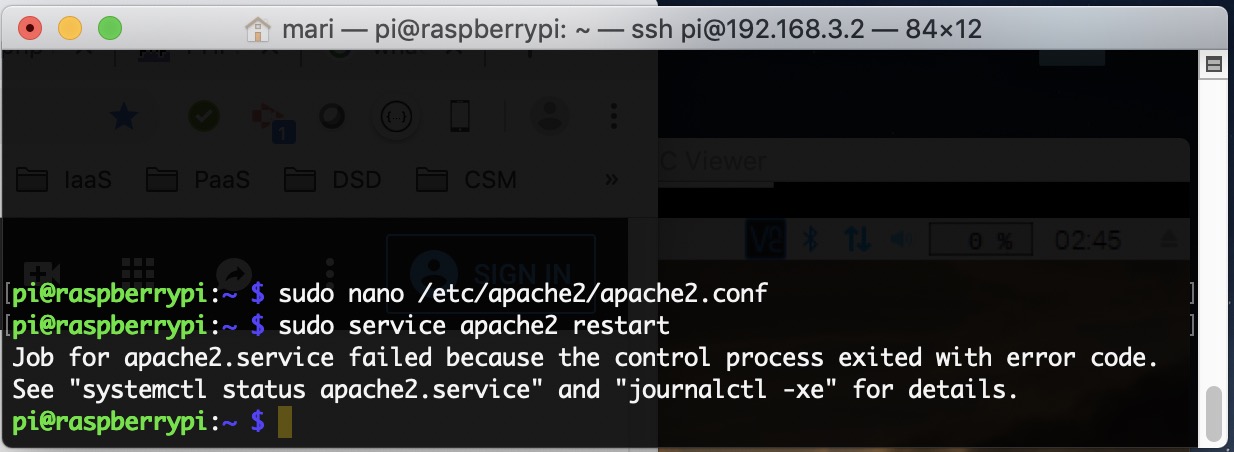 mari — pi@raspberrypi: ~ — ssh pi@192.168.3.2 — 84×12
1
IaaS PaaS DSD CSM »
C Viewer
0 % 02:45
SIGN IN
pi@raspberrypi:~ $ sudo nano /etc/apache2/apache2.conf
pi@raspberrypi:~ $ sudo service apache2 restart
Job for apache2.service failed because the control process exited with error code.
See "systemctl status apache2.service" and "journalctl -xe" for details.
pi@raspberrypi:~ $